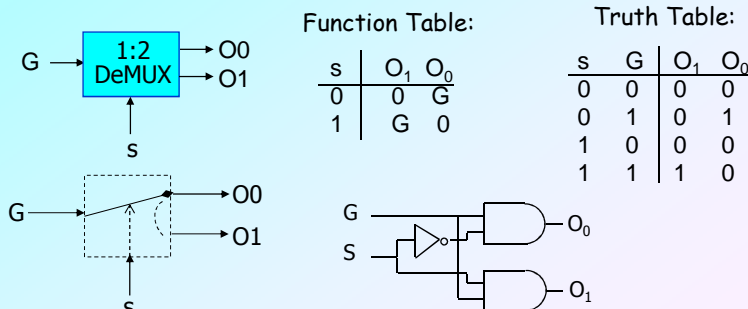 Function Table:
Truth Table:
G
1:2
DeMUX
O0
O1
s
s O₁ O₀
0 0 G
1 G 0
s G O₁ O₀
0 0 0 0
0 1 0 1
1 0 0 0
1 1 1 0
G
O0
O1
s
G
S
O₀
O₁